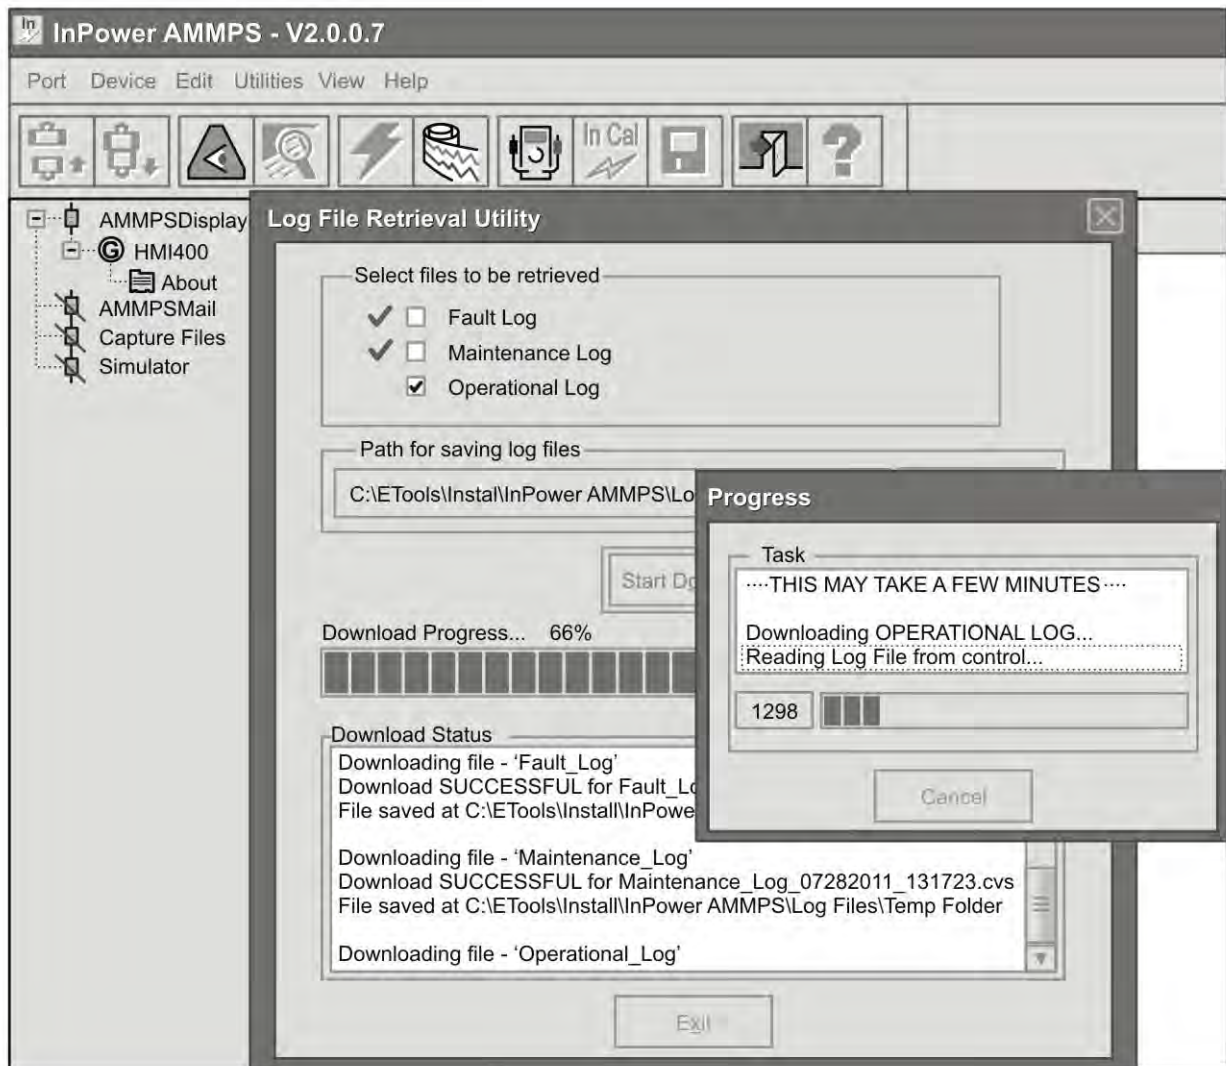 In
InPower AMMPS - V2.0.0.7
Port Device Edit Utilities View Help
In Cal
AMMPSDisplay
HMI400
About
AMMPSMail
Capture Files
Simulator
Log File Retrieval Utility
Select files to be retrieved
Fault Log
Maintenance Log
Operational Log
Path for saving log files
C:\ETools\Instal\InPower AMMPS\Lo
Start Do
Download Progress... 66%
Download Status
Downloading file - ‘Fault_Log’
Download SUCCESSFUL for Fault_Lo
File saved at C:\ETools\Install\InPowe
Downloading file - ‘Maintenance_Log’
Download SUCCESSFUL for Maintenance_Log_07282011_131723.cvs
File saved at C:\ETools\Install\InPower AMMPS\Log Files\Temp Folder
Downloading file - ‘Operational_Log’
Exit
Progress
Task
····THIS MAY TAKE A FEW MINUTES····
Downloading OPERATIONAL LOG...
Reading Log File from control...
1298
Cancel